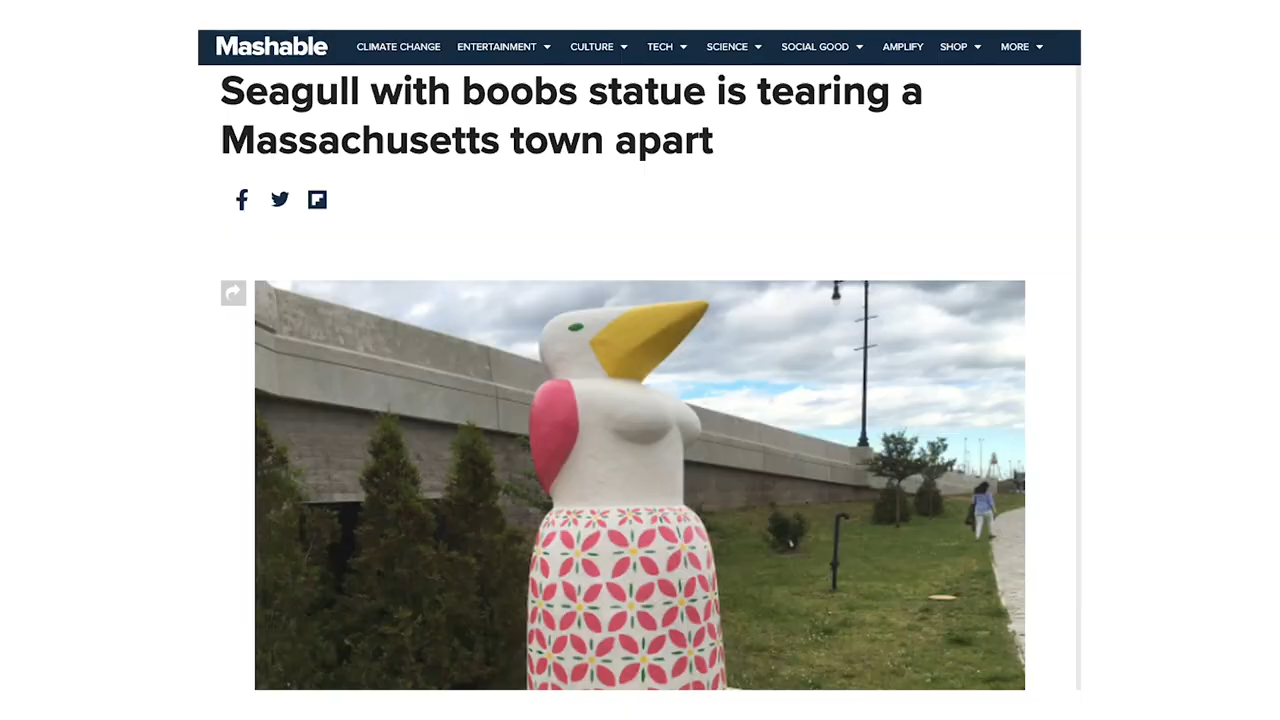 Mashable CLIMATE CHANGE ENTERTAINMENT CULTURE TECH SCIENCE SOCIAL GOOD AMPLIFY SHOP MORE
Seagull with boobs statue is tearing a
Massachusetts town apart